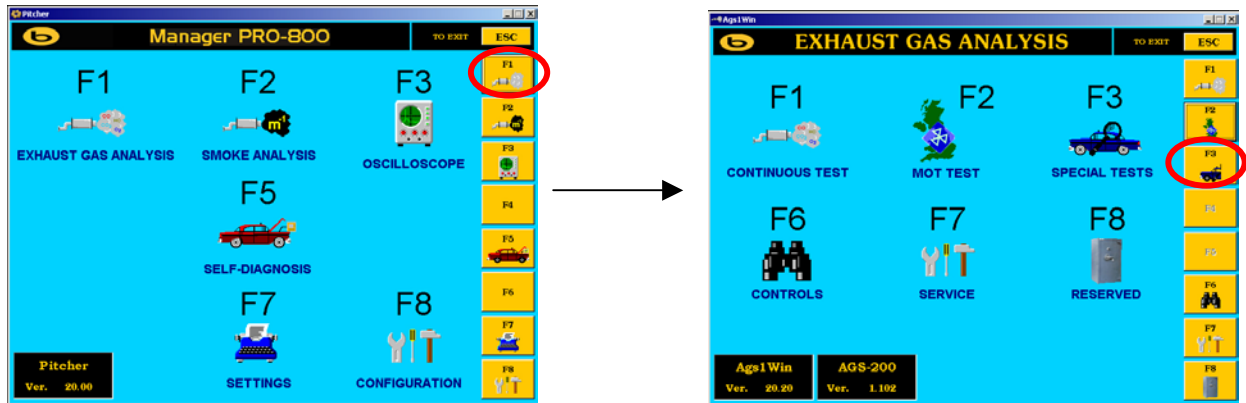 Pitcher
b Manager PRO-800 TO EXIT ESC
F1 F2 F3
EXHAUST GAS ANALYSIS SMOKE ANALYSIS OSCILLOSCOPE
F5
SELF-DIAGNOSIS
F7 F8
SETTINGS CONFIGURATION
Pitcher
Ver. 20.00
F1
F2
m⁻¹
F3
F4
F5
F6
F7
F8
Ags1Win
b EXHAUST GAS ANALYSIS TO EXIT ESC
F1 F2 F3
CONTINUOUS TEST MOT TEST SPECIAL TESTS
F6 F7 F8
CONTROLS SERVICE RESERVED
Ags1Win AGS-200
Ver. 20.20 Ver. 1.102
F1
F2
F3
F4
F5
F6
F7
F8